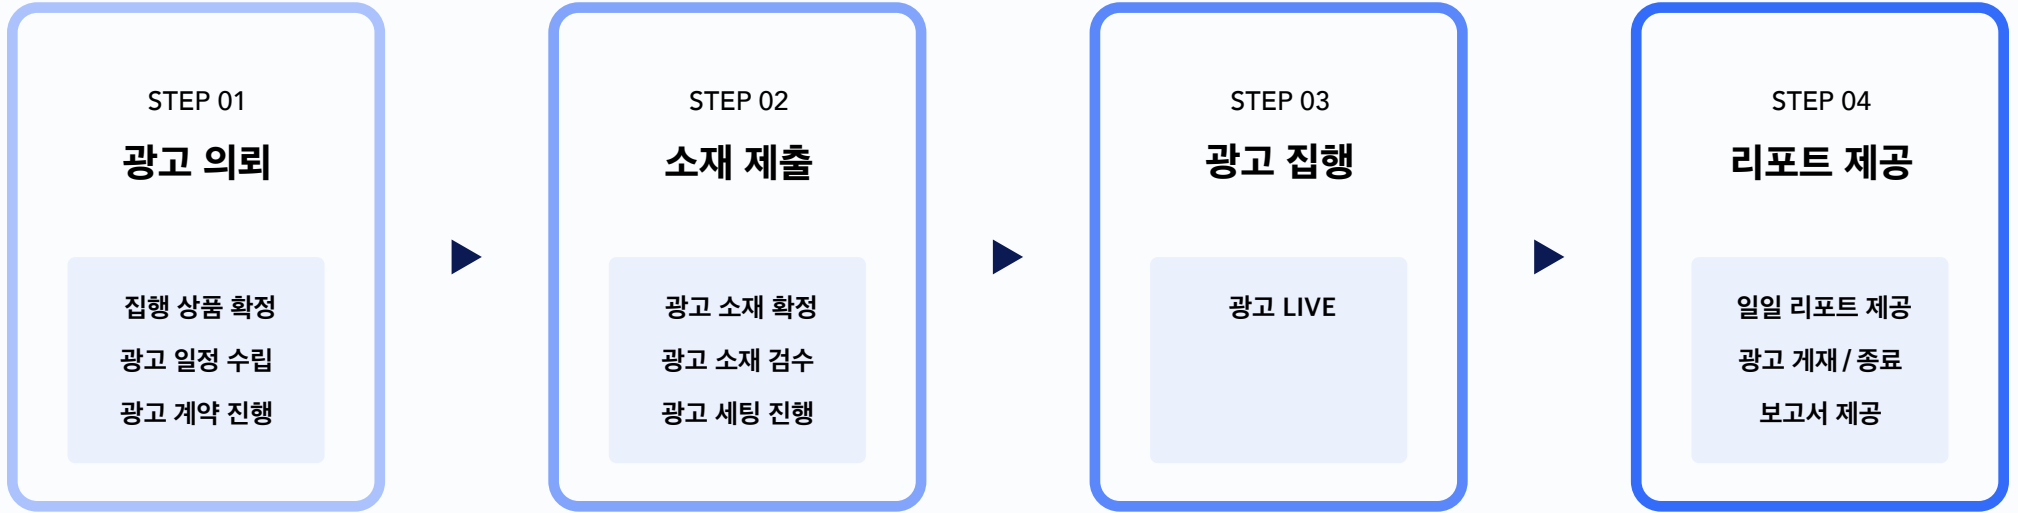 STEP 01
광고 의뢰
집행 상품 확정
광고 일정 수립
광고 계약 진행
STEP 02
소재 제출
광고 소재 확정
광고 소재 검수
광고 세팅 진행
STEP 03
광고 집행
광고 LIVE
STEP 04
리포트 제공
일일 리포트 제공
광고 게재 / 종료
보고서 제공